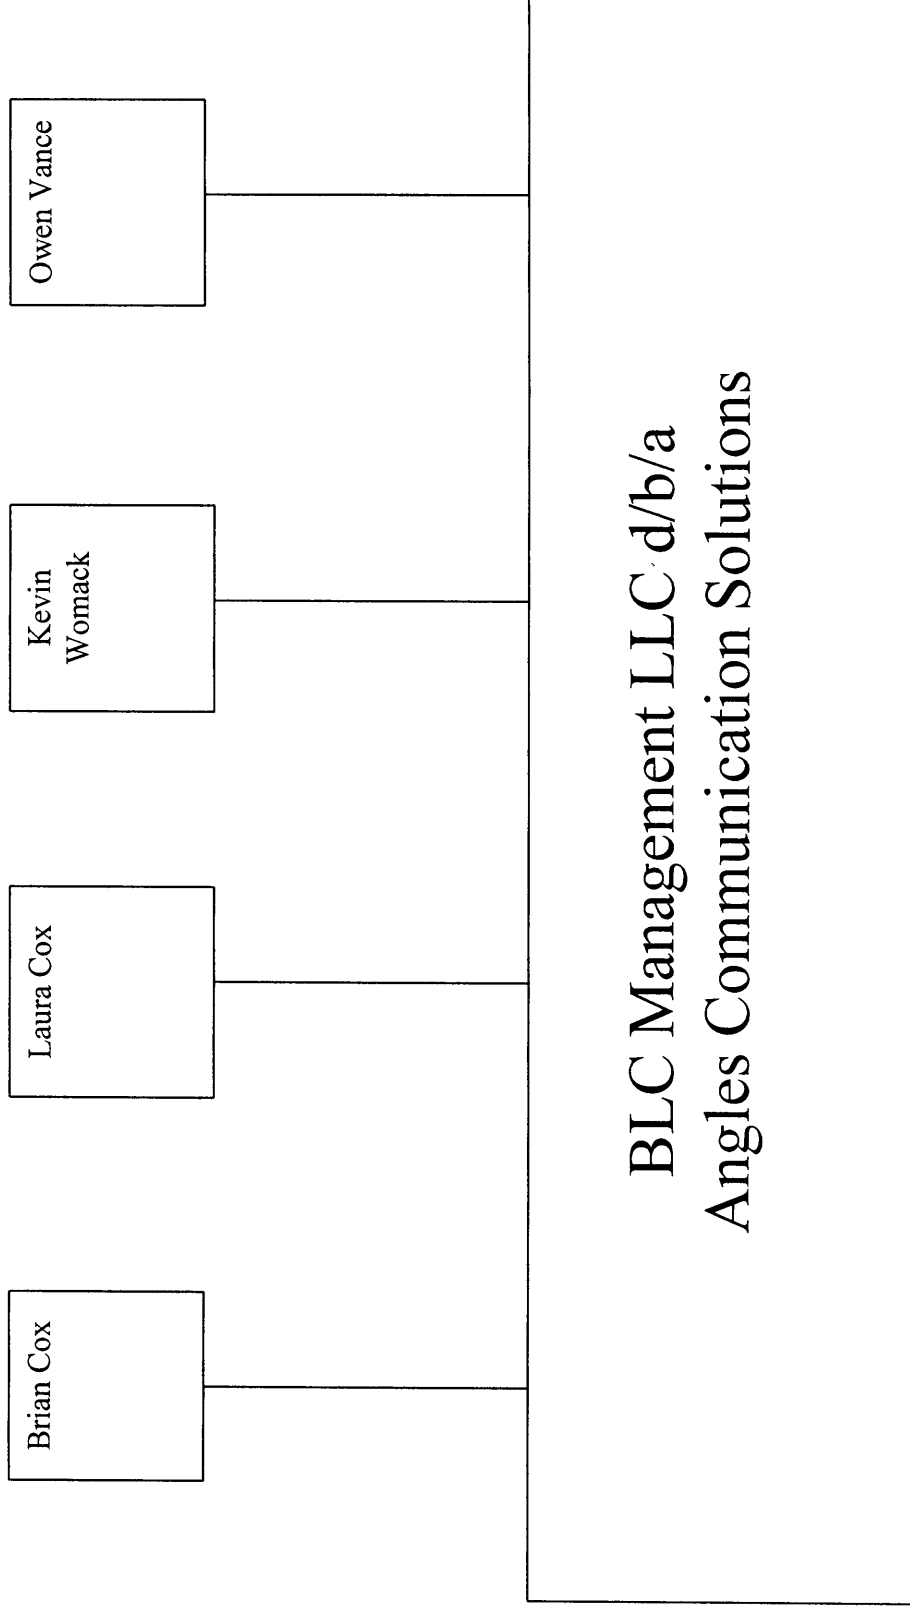 Brian Cox
Laura Cox
Kevin
Womack
Owen Vance
BLC Management LLC d/b/a
Angles Communication Solutions